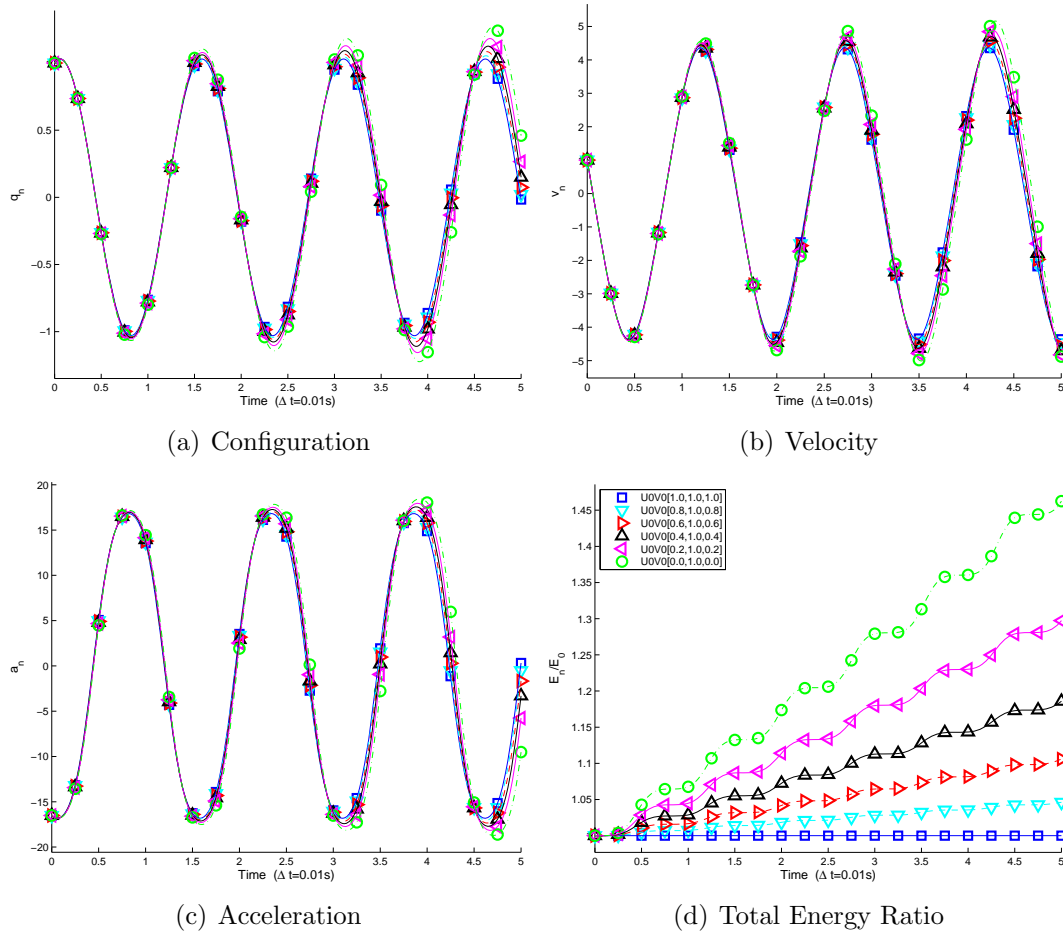 1
0.5
0
−0.5
−1
q_n
0 0.5 1 1.5 2 2.5 3 3.5 4 4.5 5
Time (Δ t=0.01s)
(a) Configuration
5
4
3
2
1
0
−1
−2
−3
−4
−5
v_n
0 0.5 1 1.5 2 2.5 3 3.5 4 4.5 5
Time (Δ t=0.01s)
(b) Velocity
20
15
10
5
0
−5
−10
−15
−20
a_n
0 0.5 1 1.5 2 2.5 3 3.5 4 4.5 5
Time (Δ t=0.01s)
(c) Acceleration
U0V0[1.0,1.0,1.0]
U0V0[0.8,1.0,0.8]
U0V0[0.6,1.0,0.6]
U0V0[0.4,1.0,0.4]
U0V0[0.2,1.0,0.2]
U0V0[0.0,1.0,0.0]
1.45
1.4
1.35
1.3
1.25
1.2
1.15
1.1
1.05
1
E_n/E_0
0 0.5 1 1.5 2 2.5 3 3.5 4 4.5 5
Time (Δ t=0.01s)
(d) Total Energy Ratio